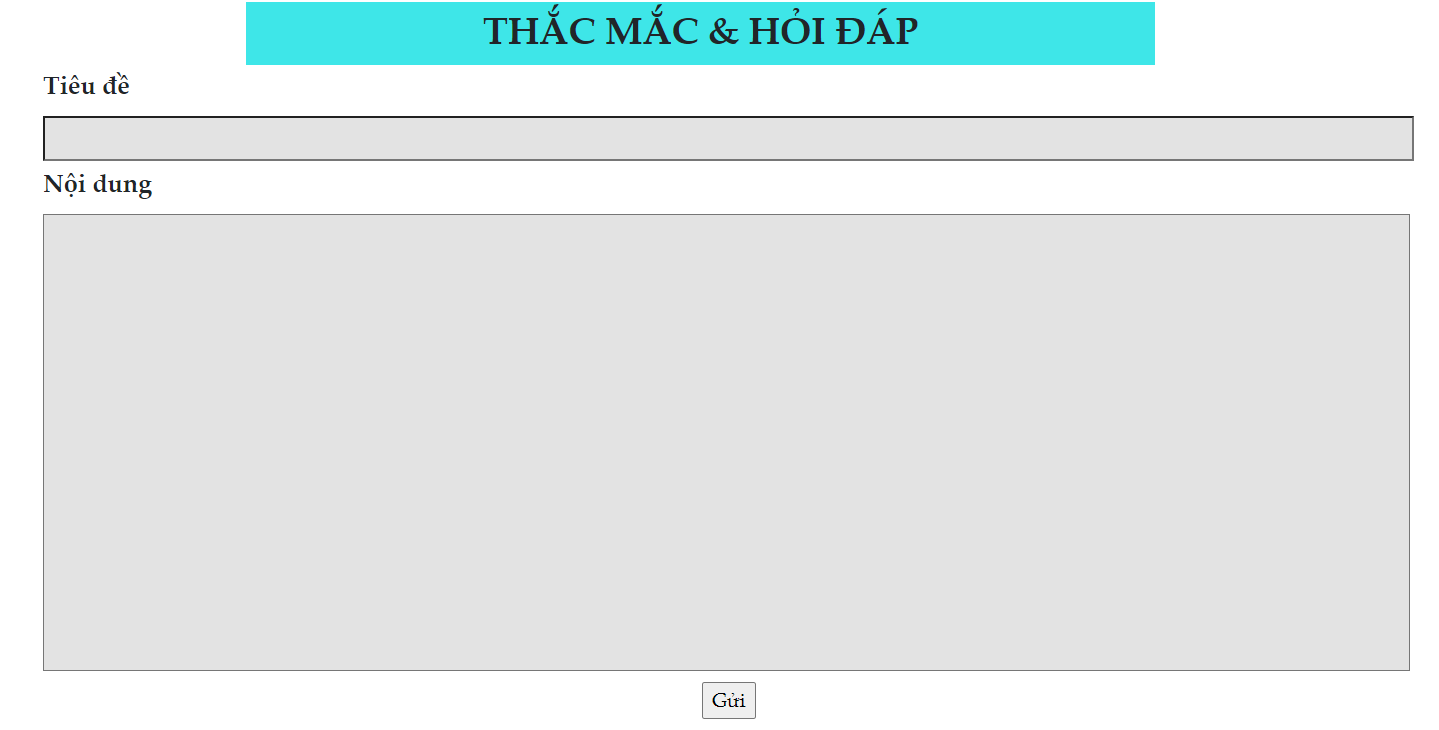 THẮC MẮC & HỎI ĐÁP
Tiêu đề
Nội dung
Gửi